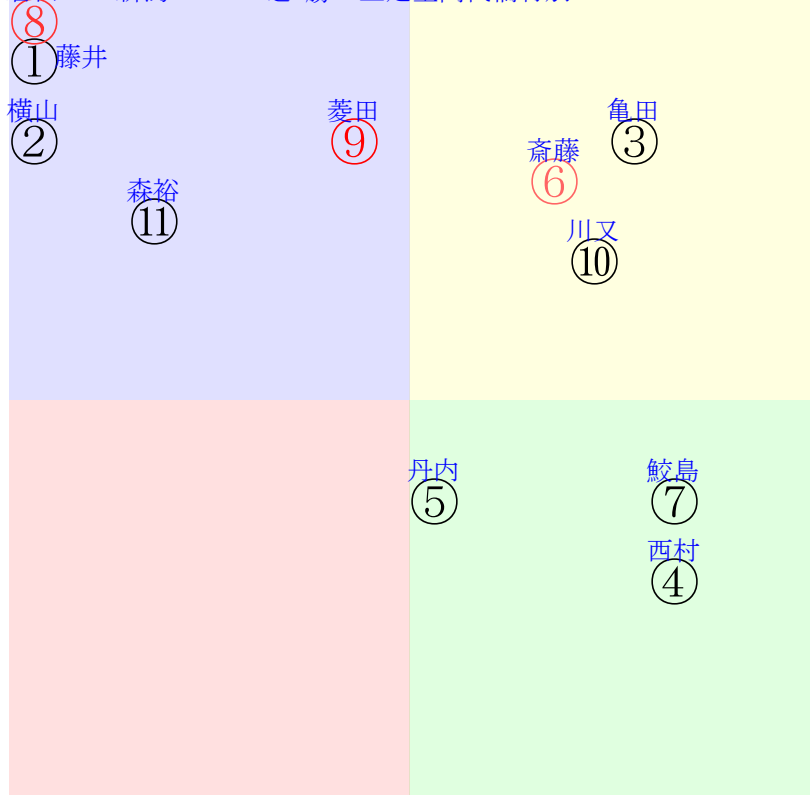 ⑧
① 藤井
横山 菱田 亀田
② ⑨ ③
斎藤
⑥
森裕
⑪
川又
⑩
丹内 鮫島
⑤ ⑦
西村
④